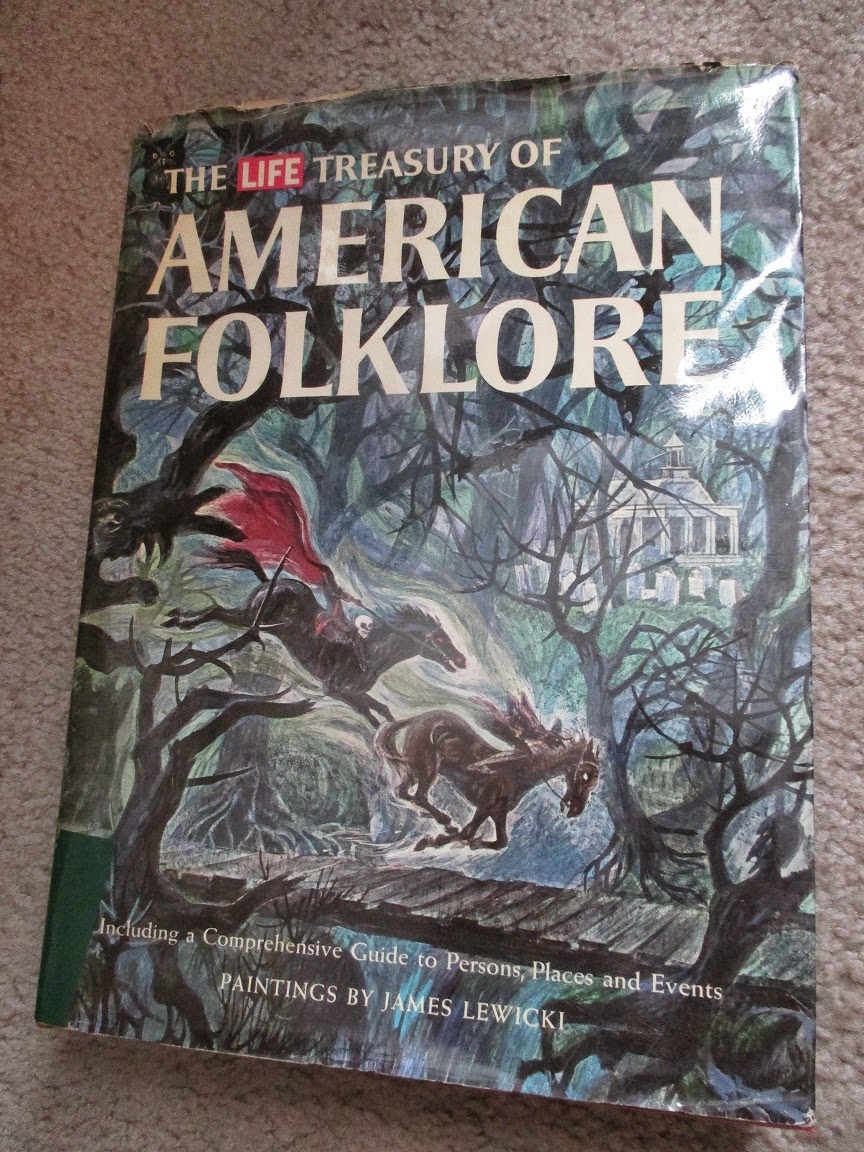 THE LIFE TREASURY OF
AMERICAN
FOLKLORE
Including a Comprehensive Guide to Persons, Places and Events
PAINTINGS BY JAMES LEWICKI